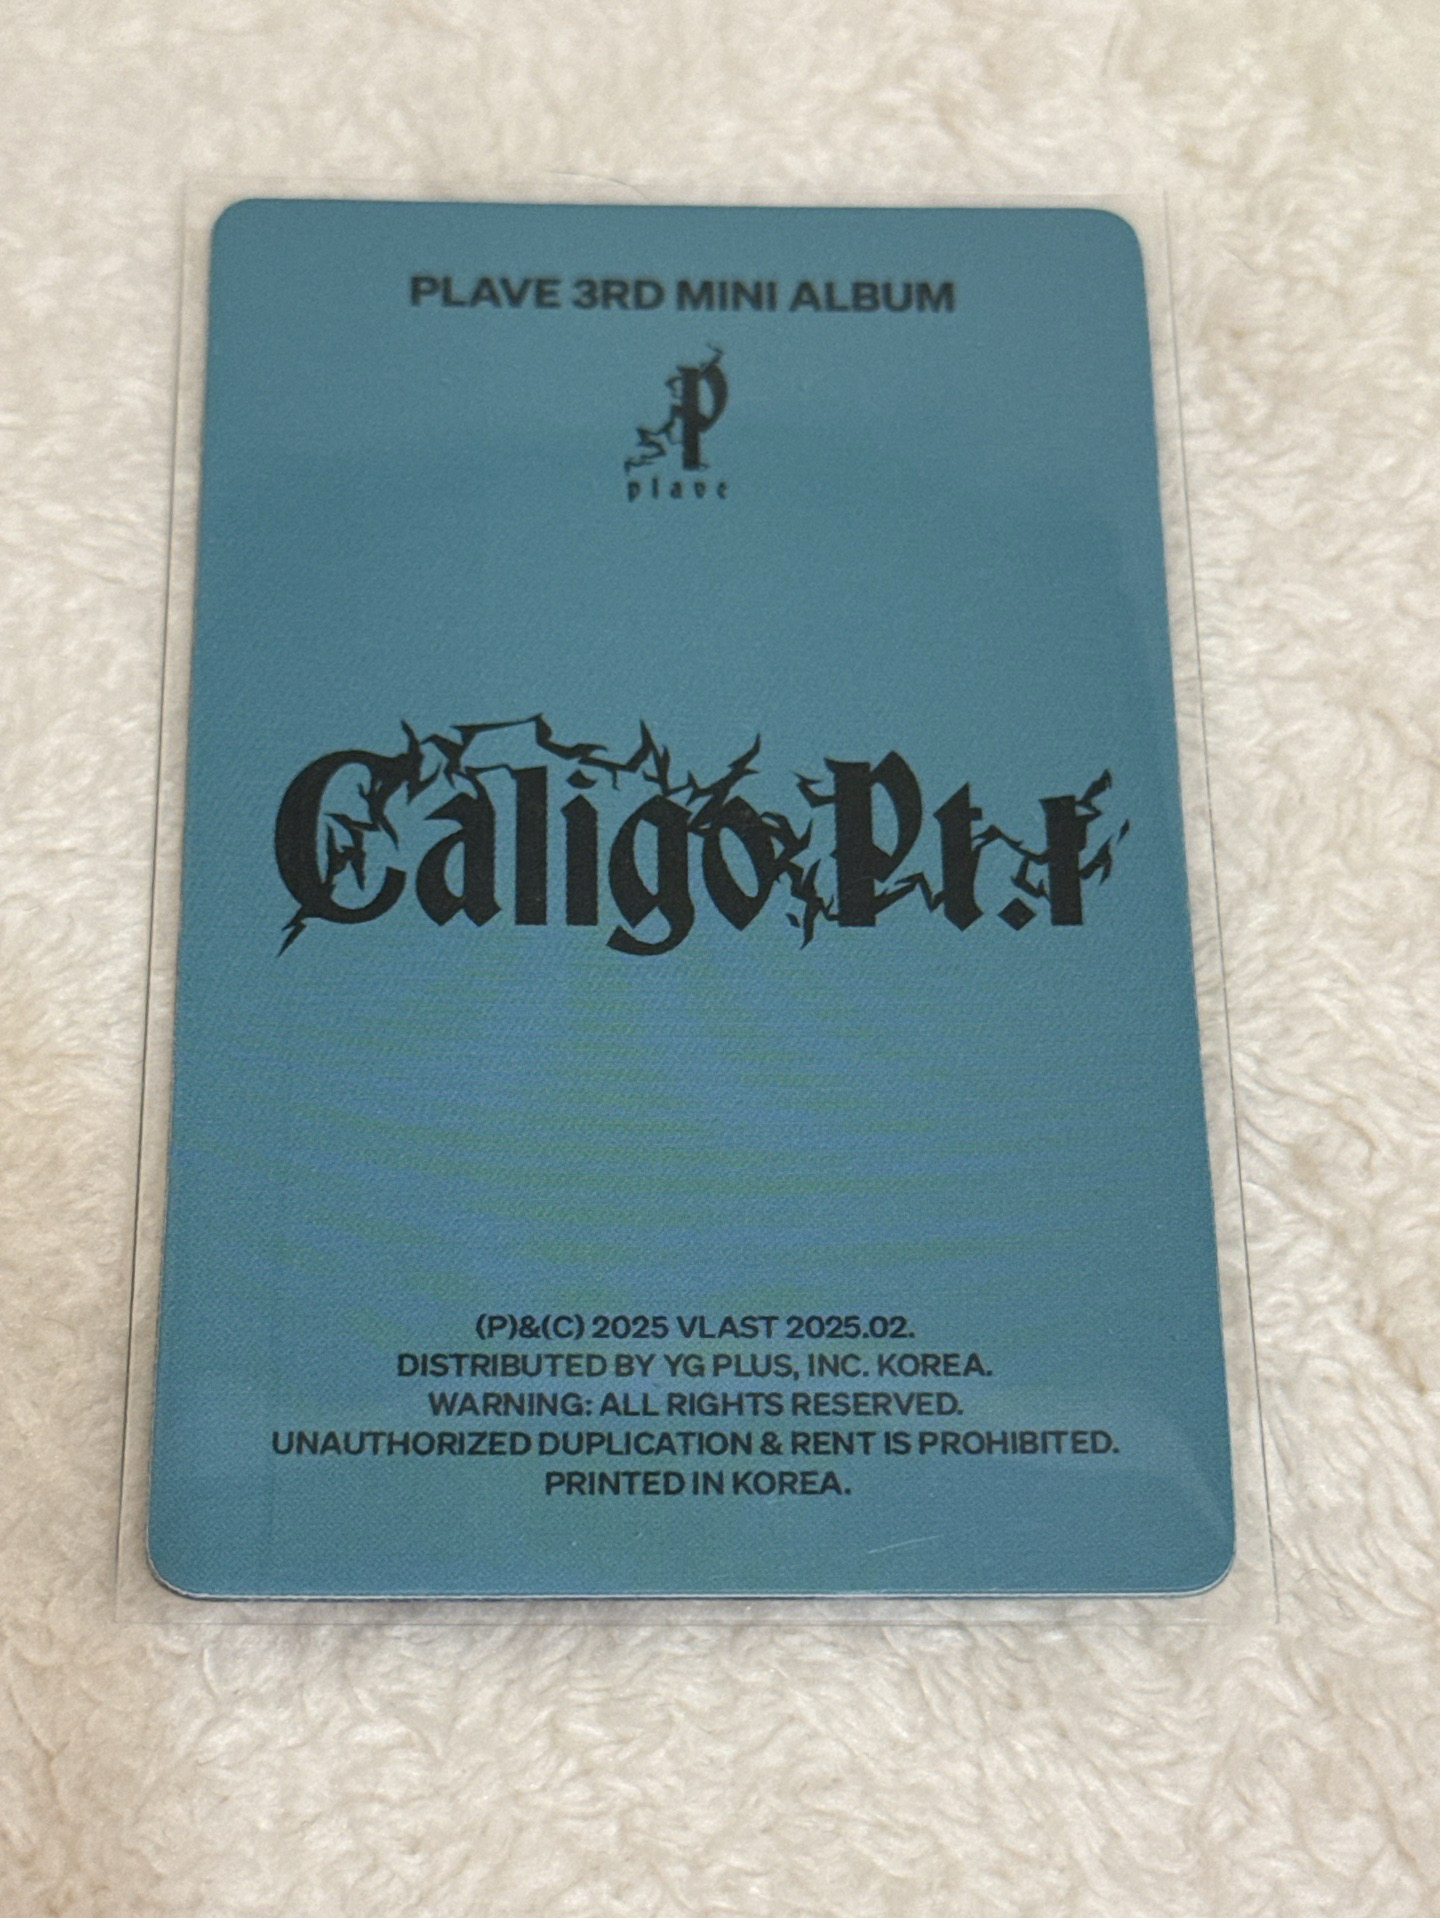 PLAVE 3RD MINI ALBUM
P
plave
Caligo Pt.1
(P)&(C) 2025 VLAST 2025.02.
DISTRIBUTED BY YG PLUS, INC. KOREA.
WARNING: ALL RIGHTS RESERVED.
UNAUTHORIZED DUPLICATION & RENT IS PROHIBITED.
PRINTED IN KOREA.